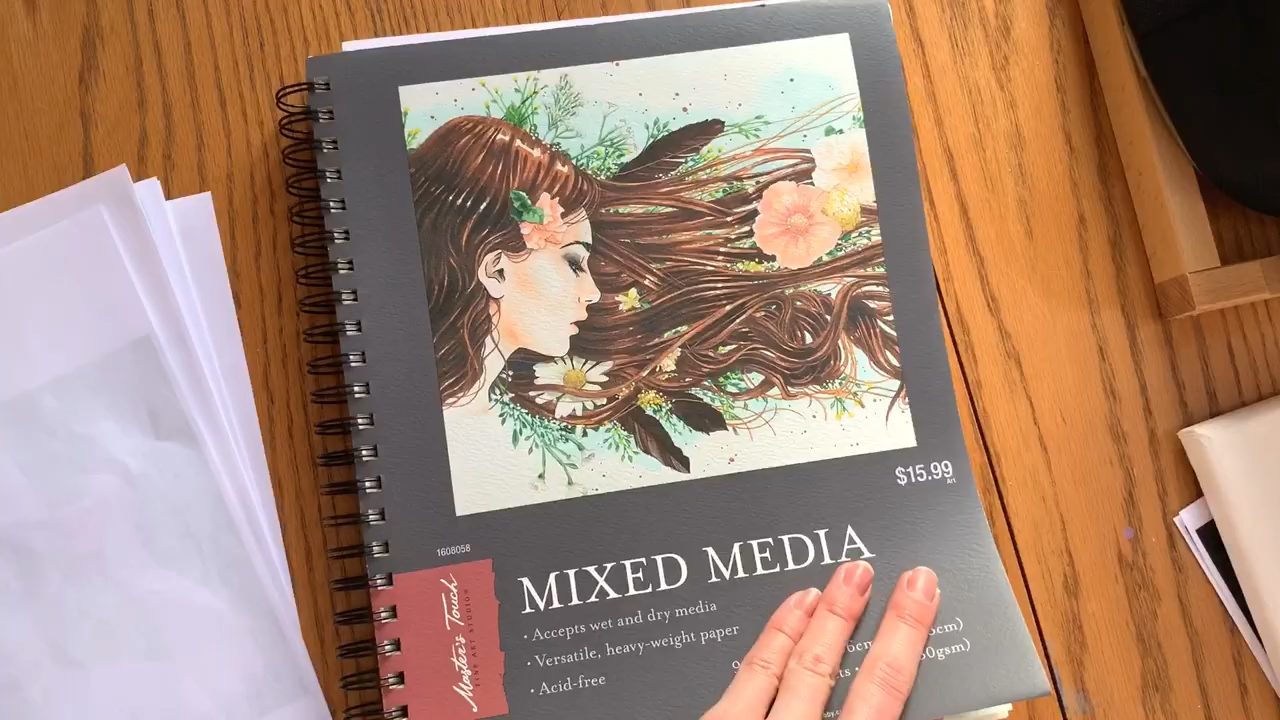 $15.99
Art
1608058
MIXED MEDIA
Master's Touch
FINE ART STUDIO
• Accepts wet and dry media
• Versatile, heavy-weight paper
• Acid-free